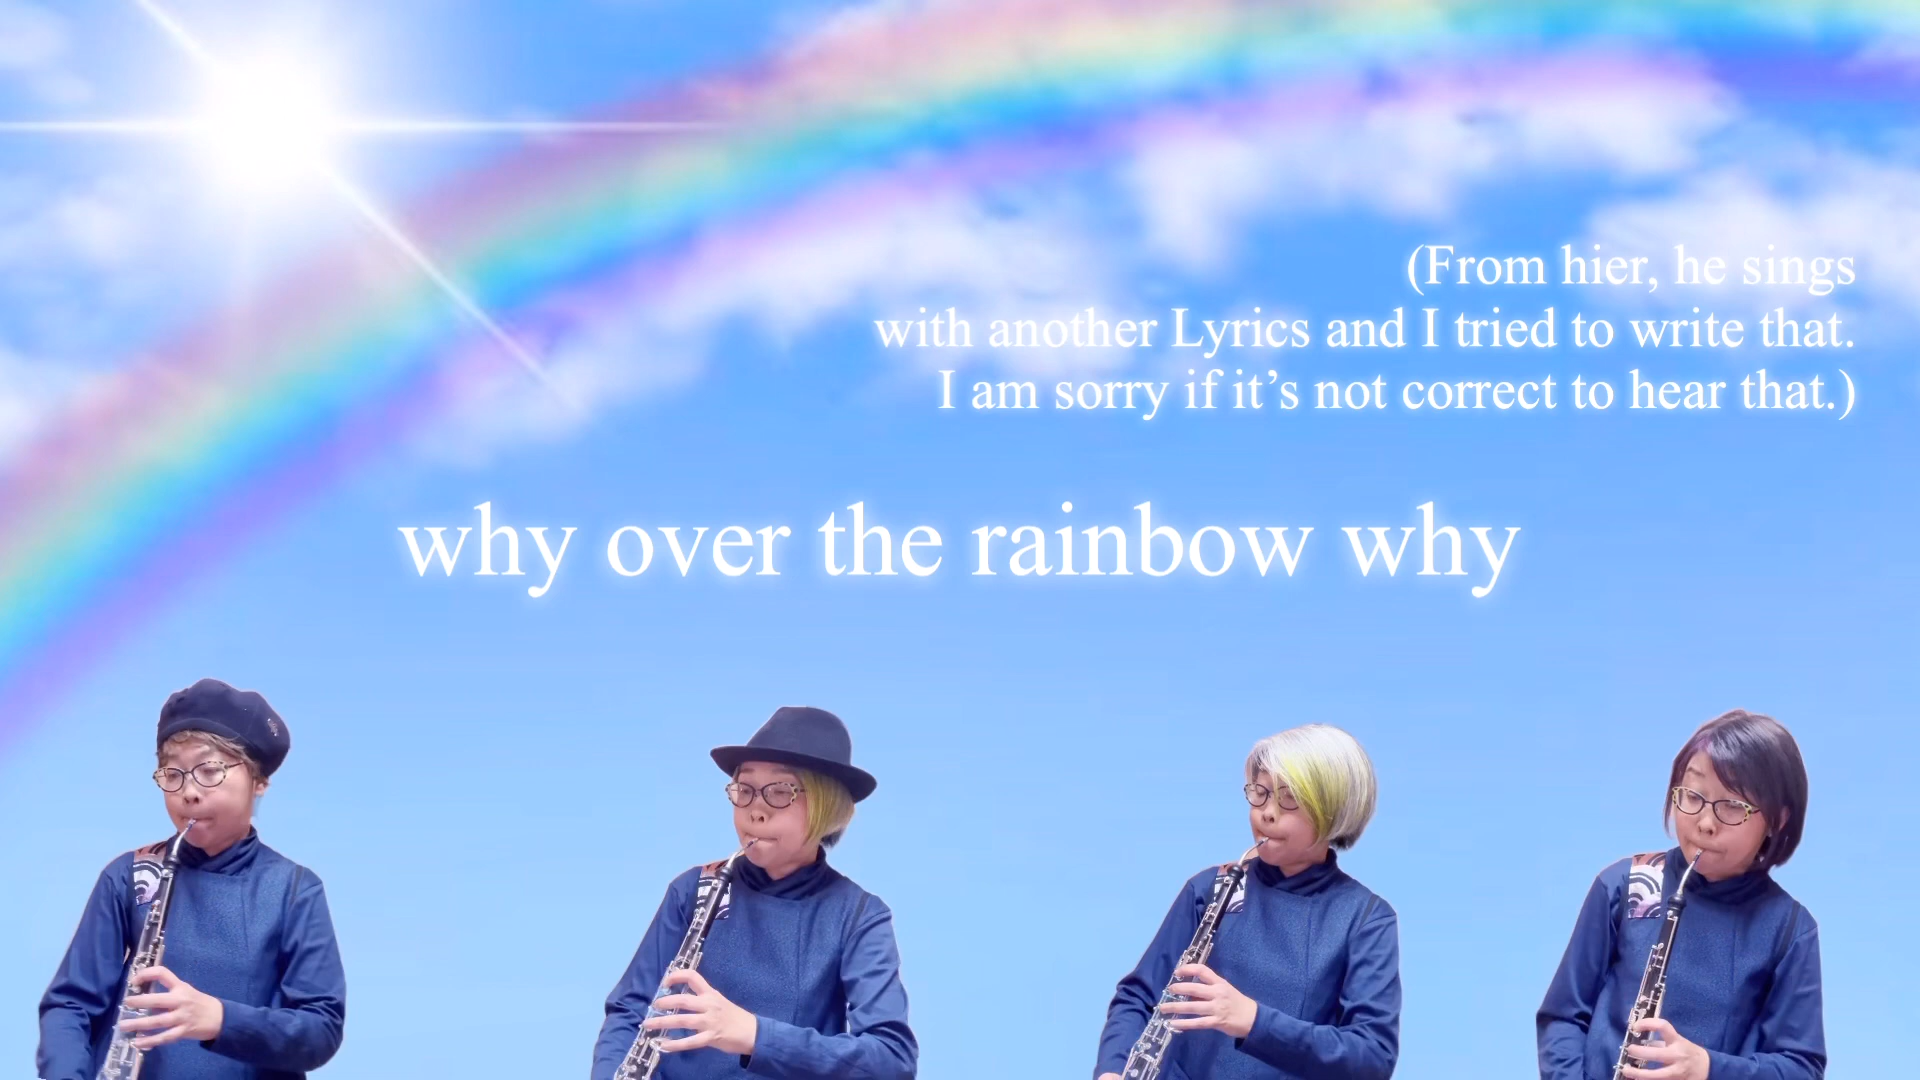 (From hier, he sings
with another Lyrics and I tried to write that.
I am sorry if it’s not correct to hear that.)
why over the rainbow why